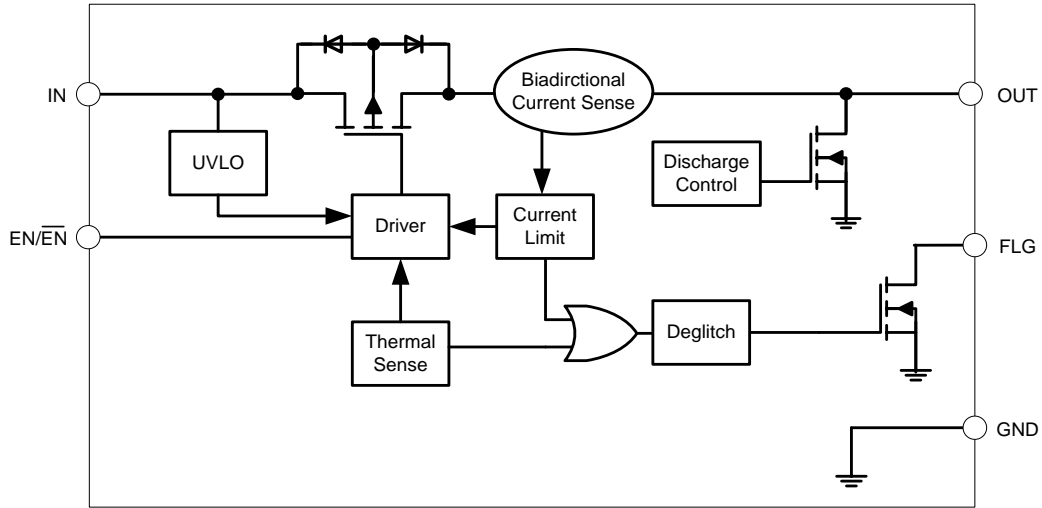 Biadirctional
Current Sense
IN
OUT
UVLO
Discharge
Control
Driver
Current
Limit
EN/EN
FLG
Thermal
Sense
Deglitch
GND